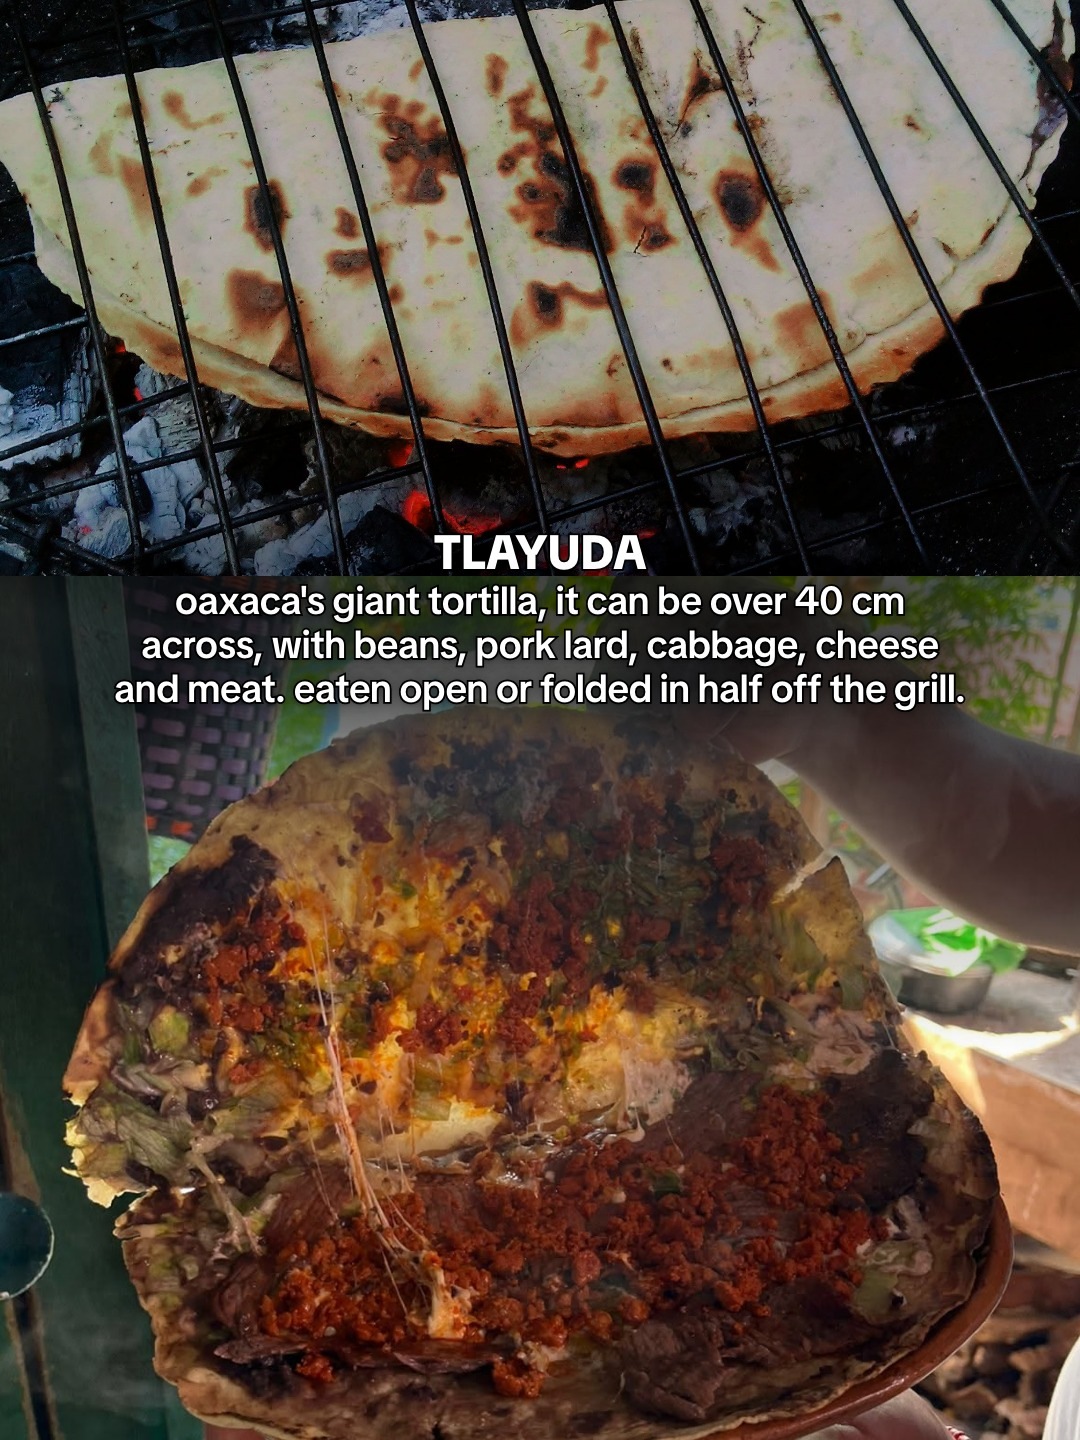 TLAYUDA
oaxaca's giant tortilla, it can be over 40 cm
across, with beans, pork lard, cabbage, cheese
and meat. eaten open or folded in half off the grill.